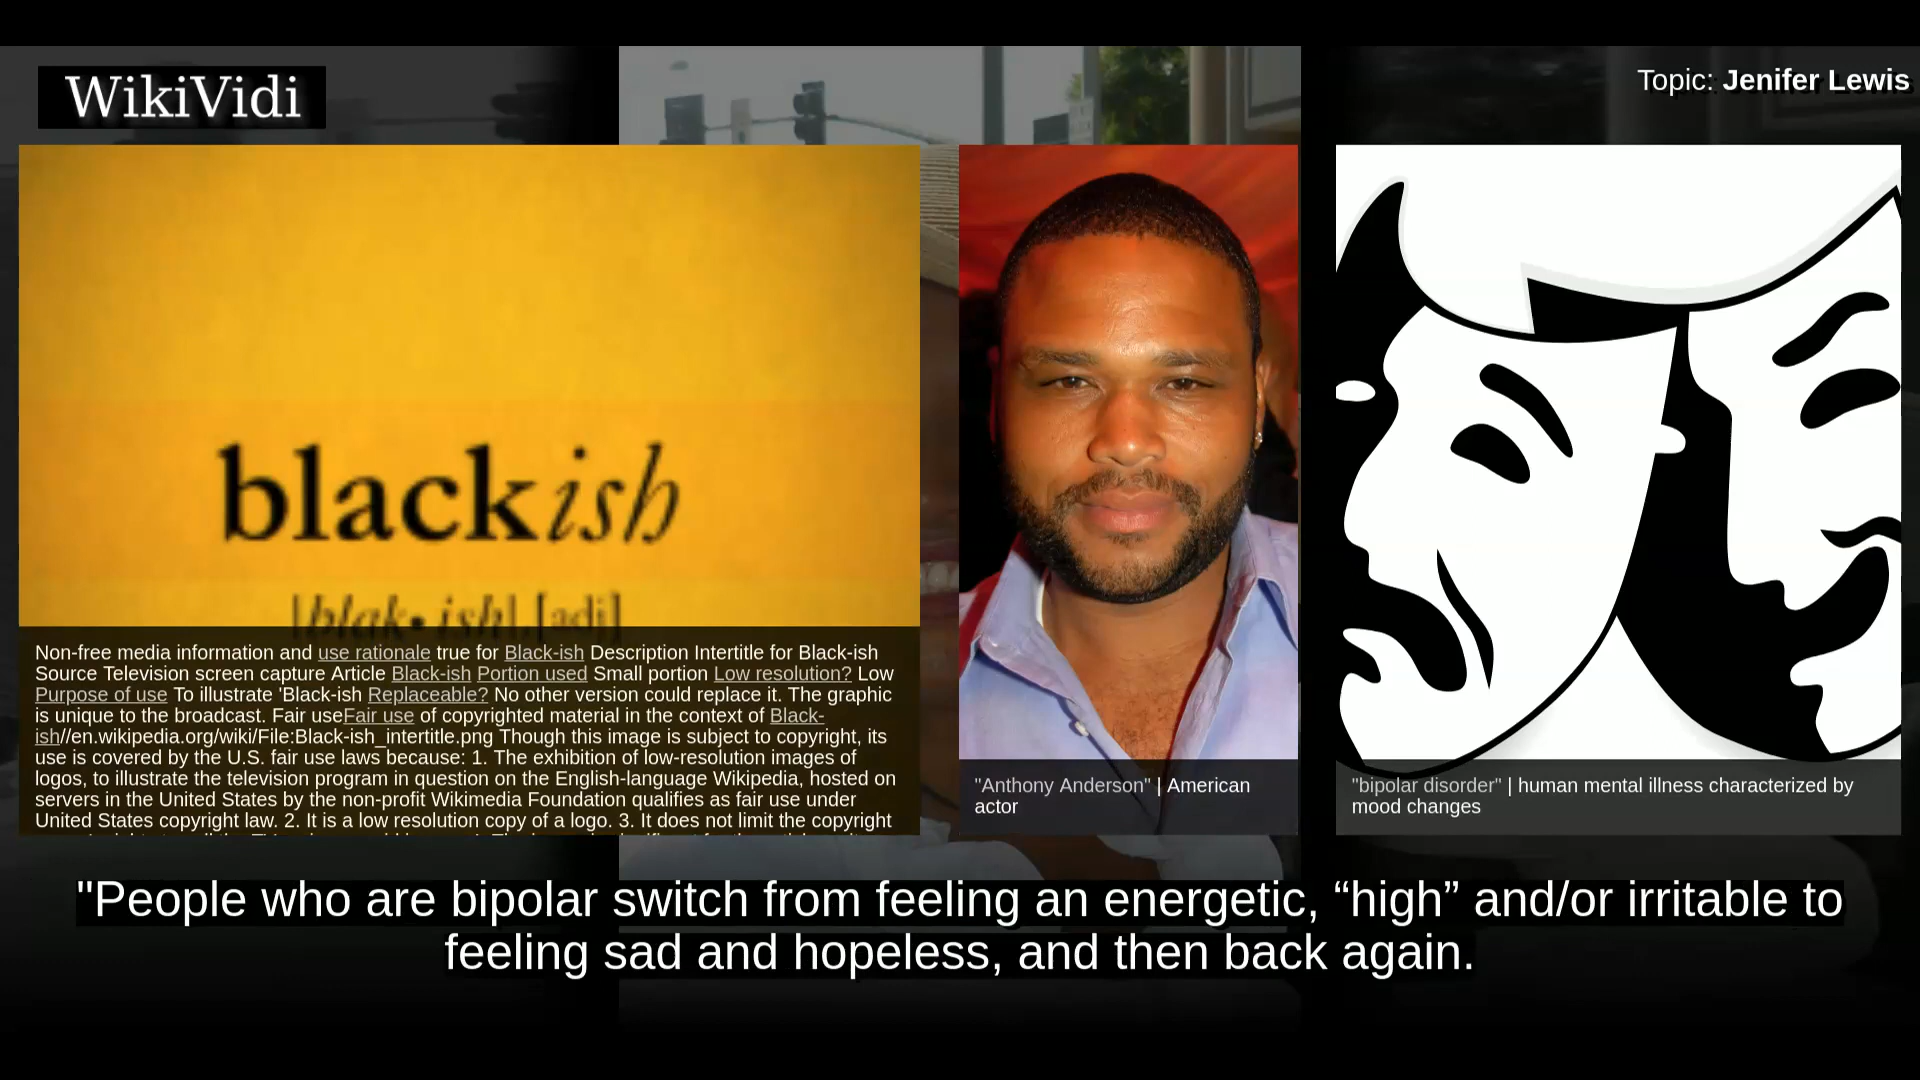 WikiVidi
Topic: Jenifer Lewis
blackish
|blak• ish|,[adj]
Non-free media information and use rationale true for Black-ish Description Intertitle for Black-ish
Source Television screen capture Article Black-ish Portion used Small portion Low resolution? Low
Purpose of use To illustrate 'Black-ish Replaceable? No other version could replace it. The graphic
is unique to the broadcast. Fair useFair use of copyrighted material in the context of Black-
ish//en.wikipedia.org/wiki/File:Black-ish_intertitle.png Though this image is subject to copyright, its
use is covered by the U.S. fair use laws because: 1. The exhibition of low-resolution images of
logos, to illustrate the television program in question on the English-language Wikipedia, hosted on
servers in the United States by the non-profit Wikimedia Foundation qualifies as fair use under
United States copyright law. 2. It is a low resolution copy of a logo. 3. It does not limit the copyright
"Anthony Anderson" | American
actor
"bipolar disorder" | human mental illness characterized by
mood changes
"People who are bipolar switch from feeling an energetic, “high” and/or irritable to
feeling sad and hopeless, and then back again.